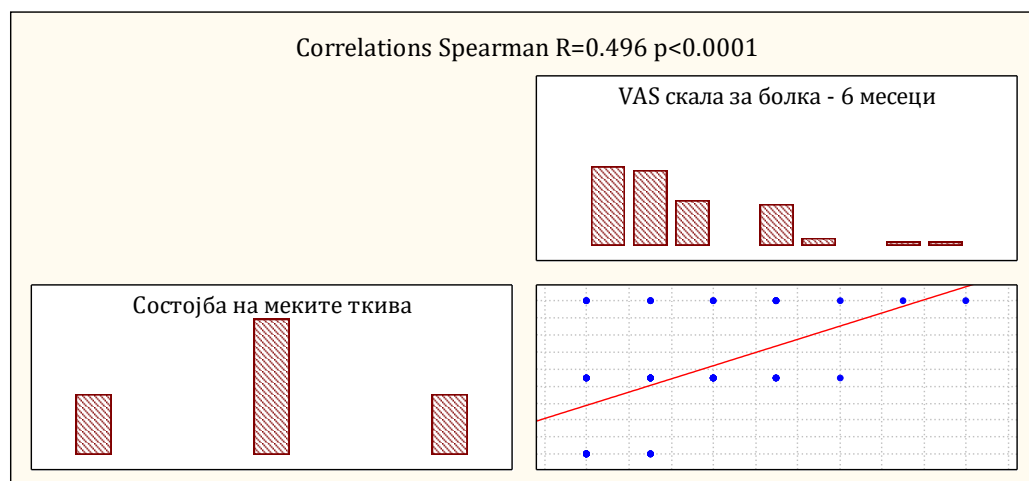 Correlations Spearman R=0.496 p<0.0001
VAS скала за болка - 6 месеци
Состојба на меките ткива